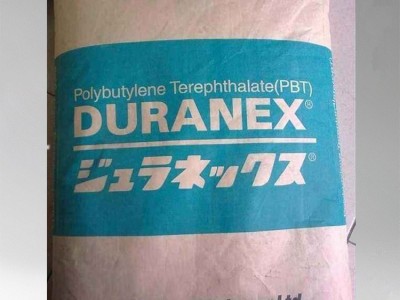 Polybutylene Terephthalate(PBT)
DURANEX®
ジュラネックス®